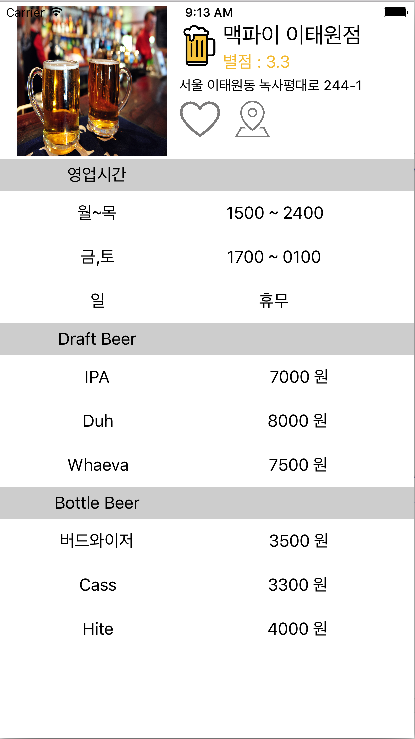 Carrier 9:13 AM
맥파이 이태원점
별점 : 3.3
서울 이태원동 녹사평대로 244-1
영업시간
월~목 1500 ~ 2400
금,토 1700 ~ 0100
일 휴무
Draft Beer
IPA 7000 원
Duh 8000 원
Whaeva 7500 원
Bottle Beer
버드와이저 3500 원
Cass 3300 원
Hite 4000 원